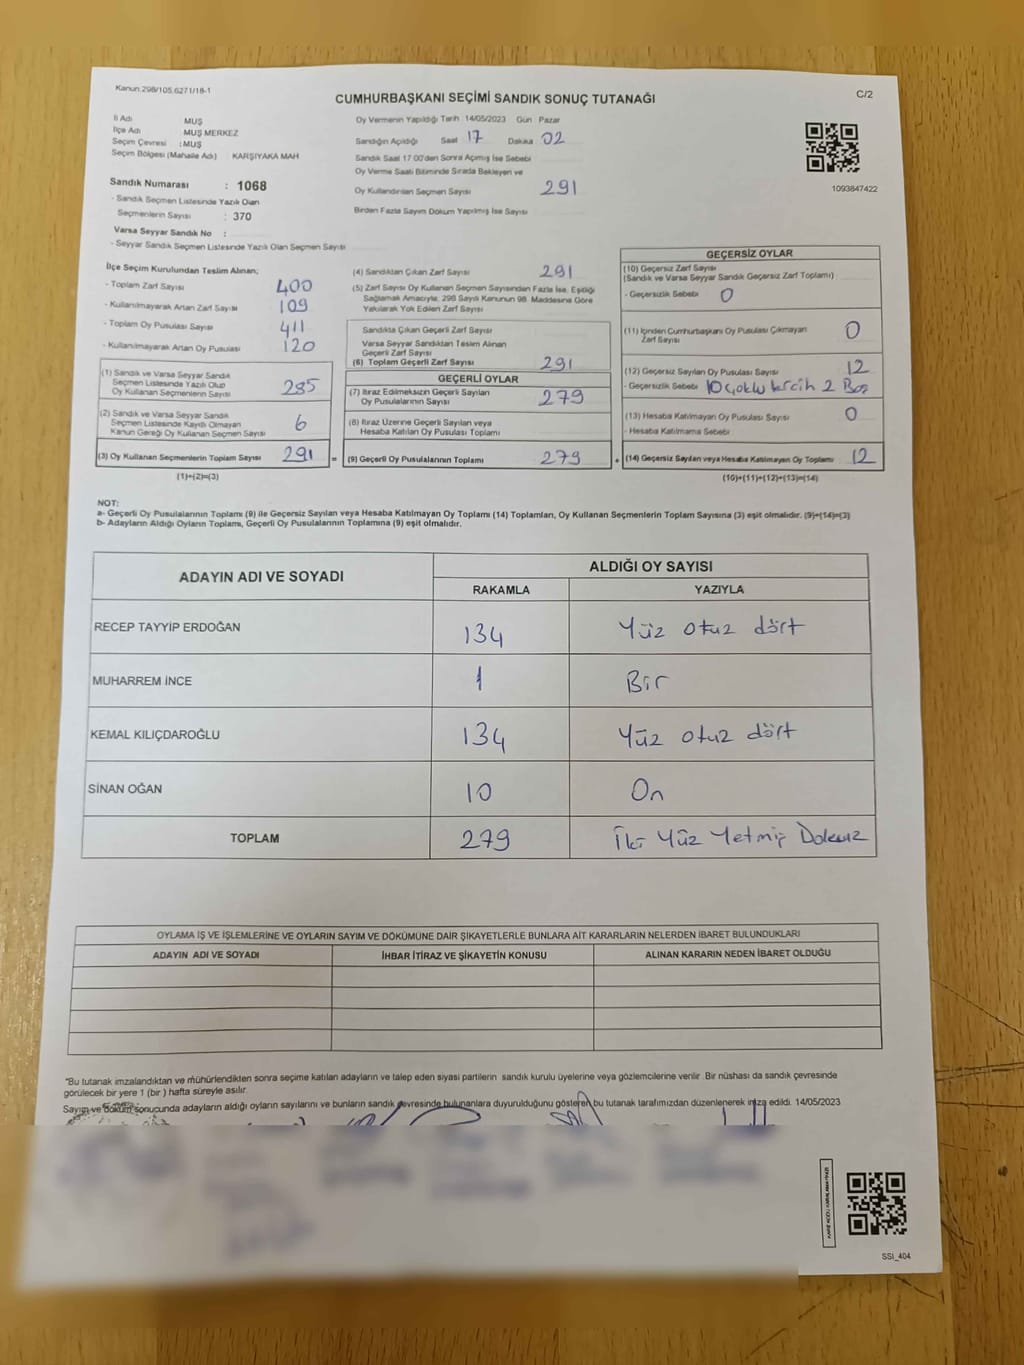 Kanun.298/105.6271/18-1
CUMHURBAŞKANI SEÇİMİ SANDIK SONUÇ TUTANAĞI
C/2
İl Adı MUŞ
İlçe Adı MUŞ MERKEZ
Seçim Çevresi : MUŞ
Seçim Bölgesi (Mahalle Adı) : KARŞIYAKA MAH
Oy Vermenin Yapıldığı Tarih 14/05/2023 Gün Pazar
Sandığın Açıldığı Saat 17 Dakika 02
Sandık Saat 17 00'den Sonra Açımış İse Sebebi
Oy Verme Saati Bitiminde Sırada Bekleyen ve
Oy Kullandırılan Seçmen Sayısı 291
Birden Fazla Sayım Döküm Yapılmış İse Sayısı
1093847422
Sandık Numarası : 1068
- Sandık Seçmen Listesinde Yazılı Olan
Seçmenlerin Sayısı : 370
Varsa Seyyar Sandık No :
- Seyyar Sandık Seçmen Listesinde Yazılı Olan Seçmen Sayısı
İlçe Seçim Kurulundan Teslim Alınan;
- Toplam Zarf Sayısı 400
- Kullanılmayarak Artan Zarf Sayısı 109
- Toplam Oy Pusulası Sayısı 411
- Kullanılmayarak Artan Oy Pusulası 120
(1) Sandık ve Varsa Seyyar Sandık
Seçmen Listesinde Yazılı Olup
Oy Kullanan Seçmenlerin Sayısı 285
(2) Sandık ve Varsa Seyyar Sandık
Seçmen Listesinde Kayıtlı Olmayan
Kanun Gereği Oy Kullanan Seçmen Sayısı 6
(3) Oy Kullanan Seçmenlerin Toplam Sayısı 291 =
(1)+(2)=(3)
(4) Sandıktan Çıkan Zarf Sayısı 291
(5) Zarf Sayısı Oy Kullanan Seçmen Sayısından Fazla İse, Eşitliği
Sağlamak Amacıyla, 298 Sayılı Kanunun 98. Maddesine Göre
Yakılarak Yok Edilen Zarf Sayısı
Sandıkta Çıkan Geçerli Zarf Sayısı
Varsa Seyyar Sandıktan Teslim Alınan
Geçerli Zarf Sayısı
(6) Toplam Geçerli Zarf Sayısı 291
GEÇERLİ OYLAR
(7) İtiraz Edilmeksizin Geçerli Sayılan
Oy Pusulalarının Sayısı 279
(8) İtiraz Üzerine Geçerli Sayılan veya
Hesaba Katılan Oy Pusulası Toplamı
(9) Geçerli Oy Pusulalarının Toplamı 279 +
GEÇERSİZ OYLAR
(10) Geçersiz Zarf Sayısı
(Sandık ve Varsa Seyyar Sandık Geçersiz Zarf Toplamı)
- Geçersizlik Sebebi 0
(11) İçinden Cumhurbaşkanı Oy Pusulası Çıkmayan
Zarf Sayısı 0
(12) Geçersiz Sayılan Oy Pusulası Sayısı 12
- Geçersizlik Sebebi 10 çoklu tercih 2 Boş
(13) Hesaba Katılmayan Oy Pusulası Sayısı 0
- Hesaba Katılmama Sebebi
(14) Geçersiz Sayılan veya Hesaba Katılmayan Oy Toplamı 12
(10)+(11)+(12)+(13)=(14)
NOT:
a- Geçerli Oy Pusulalarının Toplamı (9) ile Geçersiz Sayılan veya Hesaba Katılmayan Oy Toplamı (14) Toplamları, Oy Kullanan Seçmenlerin Toplam Sayısına (3) eşit olmalıdır. (9)+(14)=(3)
b- Adayların Aldığı Oyların Toplamı, Geçerli Oy Pusulalarının Toplamına (9) eşit olmalıdır.
ADAYIN ADI VE SOYADI ALDIĞI OY SAYISI
RAKAMLA YAZIYLA
RECEP TAYYİP ERDOĞAN 134 Yüz otuz dört
MUHARREM İNCE 1 Bir
KEMAL KILIÇDAROĞLU 134 Yüz otuz dört
SİNAN OĞAN 10 On
TOPLAM 279 İki Yüz Yetmiş Dokuz
OYLAMA İŞ VE İŞLEMLERİNE VE OYLARIN SAYIM VE DÖKÜMÜNE DAİR ŞİKAYETLERLE BUNLARA AİT KARARLARIN NELERDEN İBARET BULUNDUKLARI
ADAYIN ADI VE SOYADI İHBAR İTİRAZ VE ŞİKAYETİN KONUSU ALINAN KARARIN NEDEN İBARET OLDUĞU
"Bu tutanak imzalandıktan ve mühürlendikten sonra seçime katılan adayların ve talep eden siyasi partilerin sandık kurulu üyelerine veya gözlemcilerine verilir .Bir nüshası da sandık çevresinde
görülecek bir yere 1 (bir ) hafta süreyle asılır.
Sayım ve döküm sonucunda adayların aldığı oyların sayılarını ve bunların sandık çevresinde bulunanlara duyurulduğunu gösteren bu tutanak tarafımızdan düzenlenerek imza edildi. 14/05/2023
SSI_404